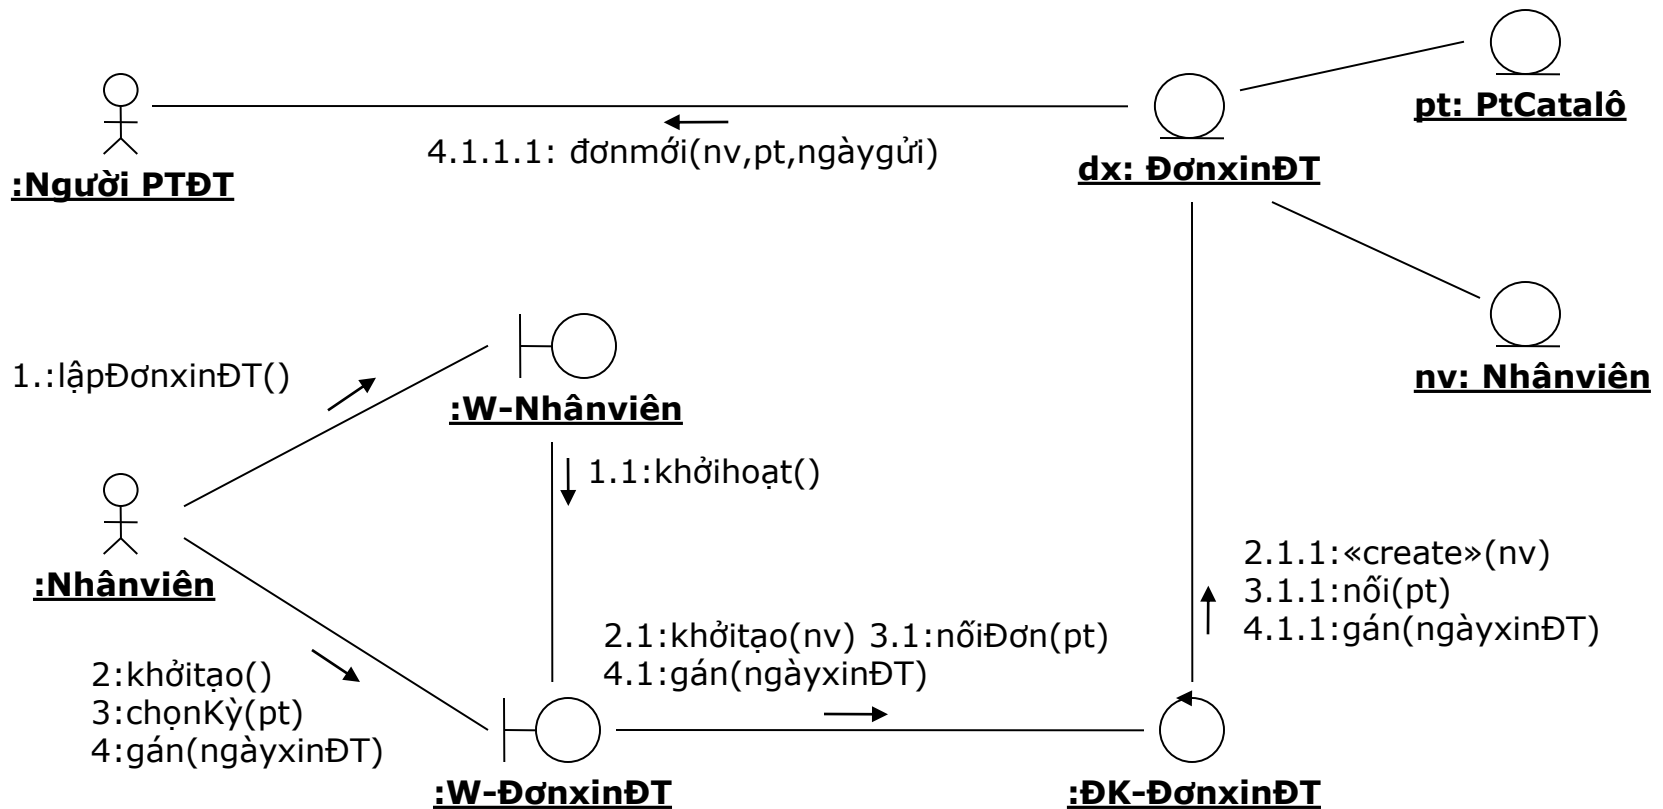 pt: PtCatalô
4.1.1.1: đơnmới(nv,pt,ngàygửi)
dx: ĐơnxinĐT
:Người PTĐT
1.:lậpĐơnxinĐT()
nv: Nhânviên
:W-Nhânviên
1.1:khởihoạt()
:Nhânviên
2.1.1:«create»(nv)
3.1.1:nối(pt)
4.1.1:gán(ngàyxinĐT)
2.1:khởitạo(nv) 3.1:nốiĐơn(pt)
4.1:gán(ngàyxinĐT)
2:khởitạo()
3:chọnKỳ(pt)
4:gán(ngàyxinĐT)
:W-ĐơnxinĐT
:ĐK-ĐơnxinĐT